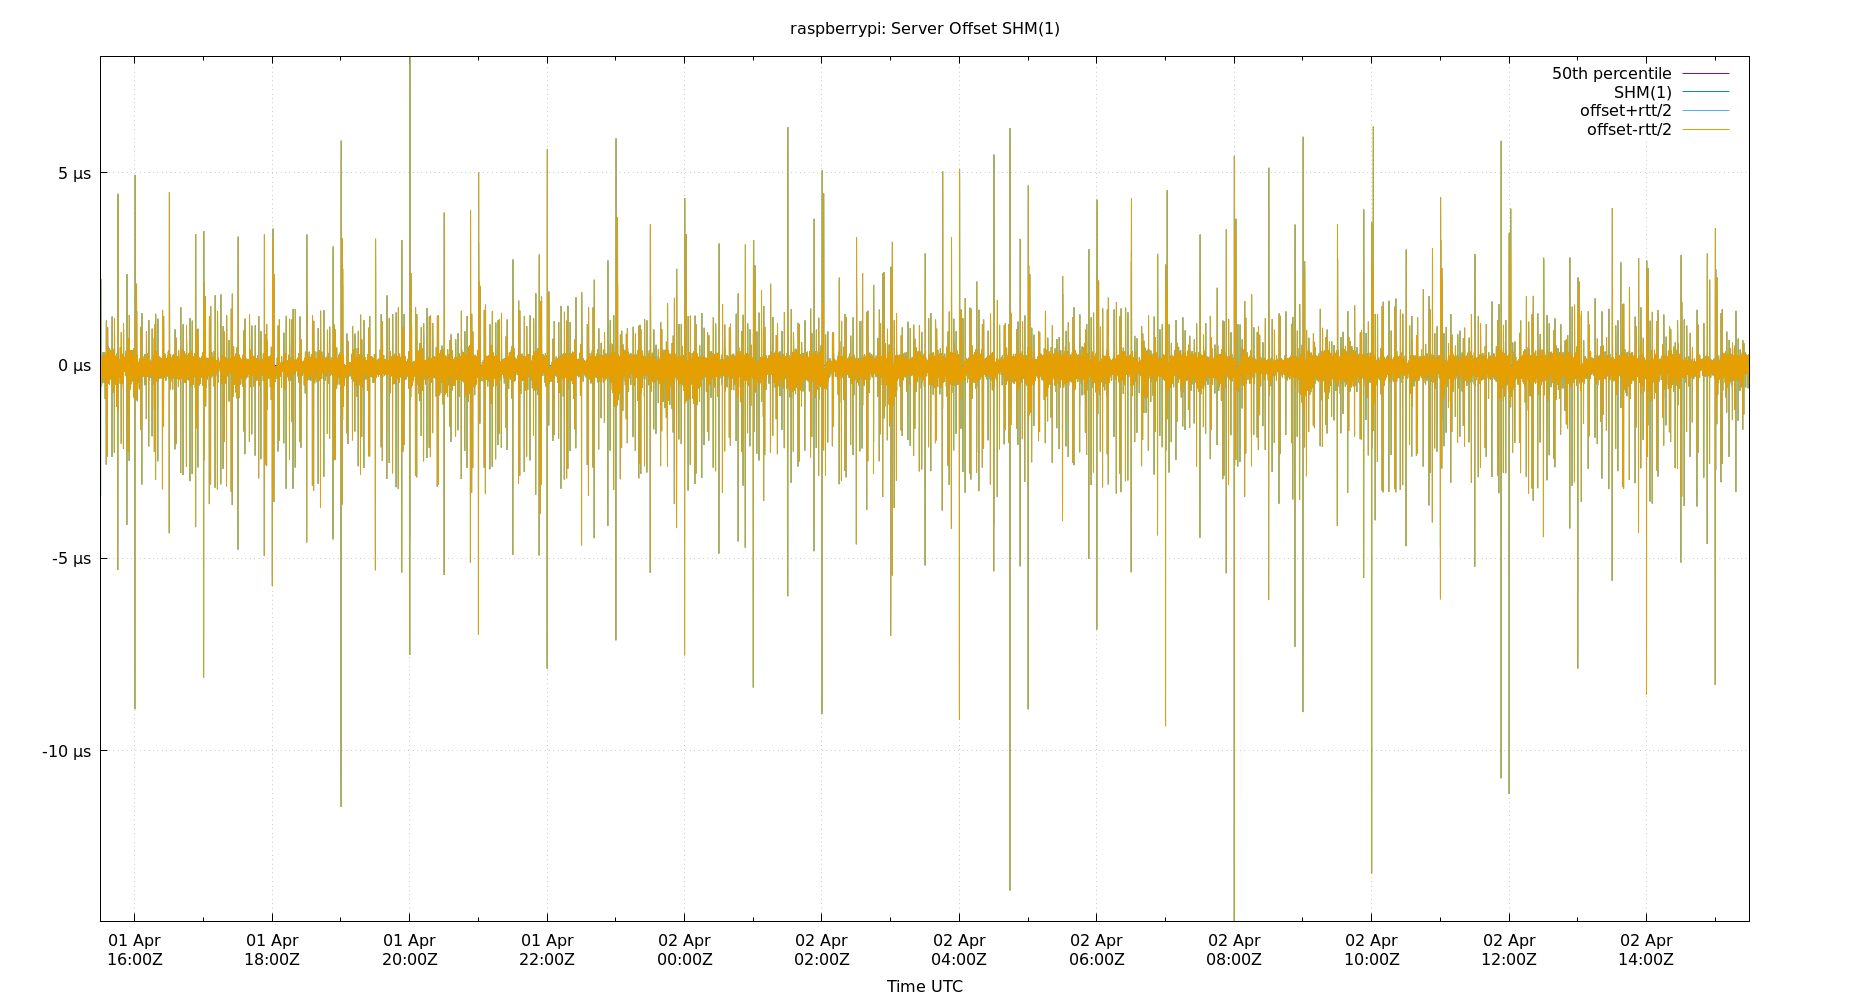 raspberrypi: Server Offset SHM(1)
50th percentile
SHM(1)
offset+rtt/2
offset-rtt/2
5 µs
0 µs
-5 µs
-10 µs
01 Apr 01 Apr 01 Apr 01 Apr 02 Apr 02 Apr 02 Apr 02 Apr 02 Apr 02 Apr 02 Apr 02 Apr
16:00Z 18:00Z 20:00Z 22:00Z 00:00Z 02:00Z 04:00Z 06:00Z 08:00Z 10:00Z 12:00Z 14:00Z
Time UTC